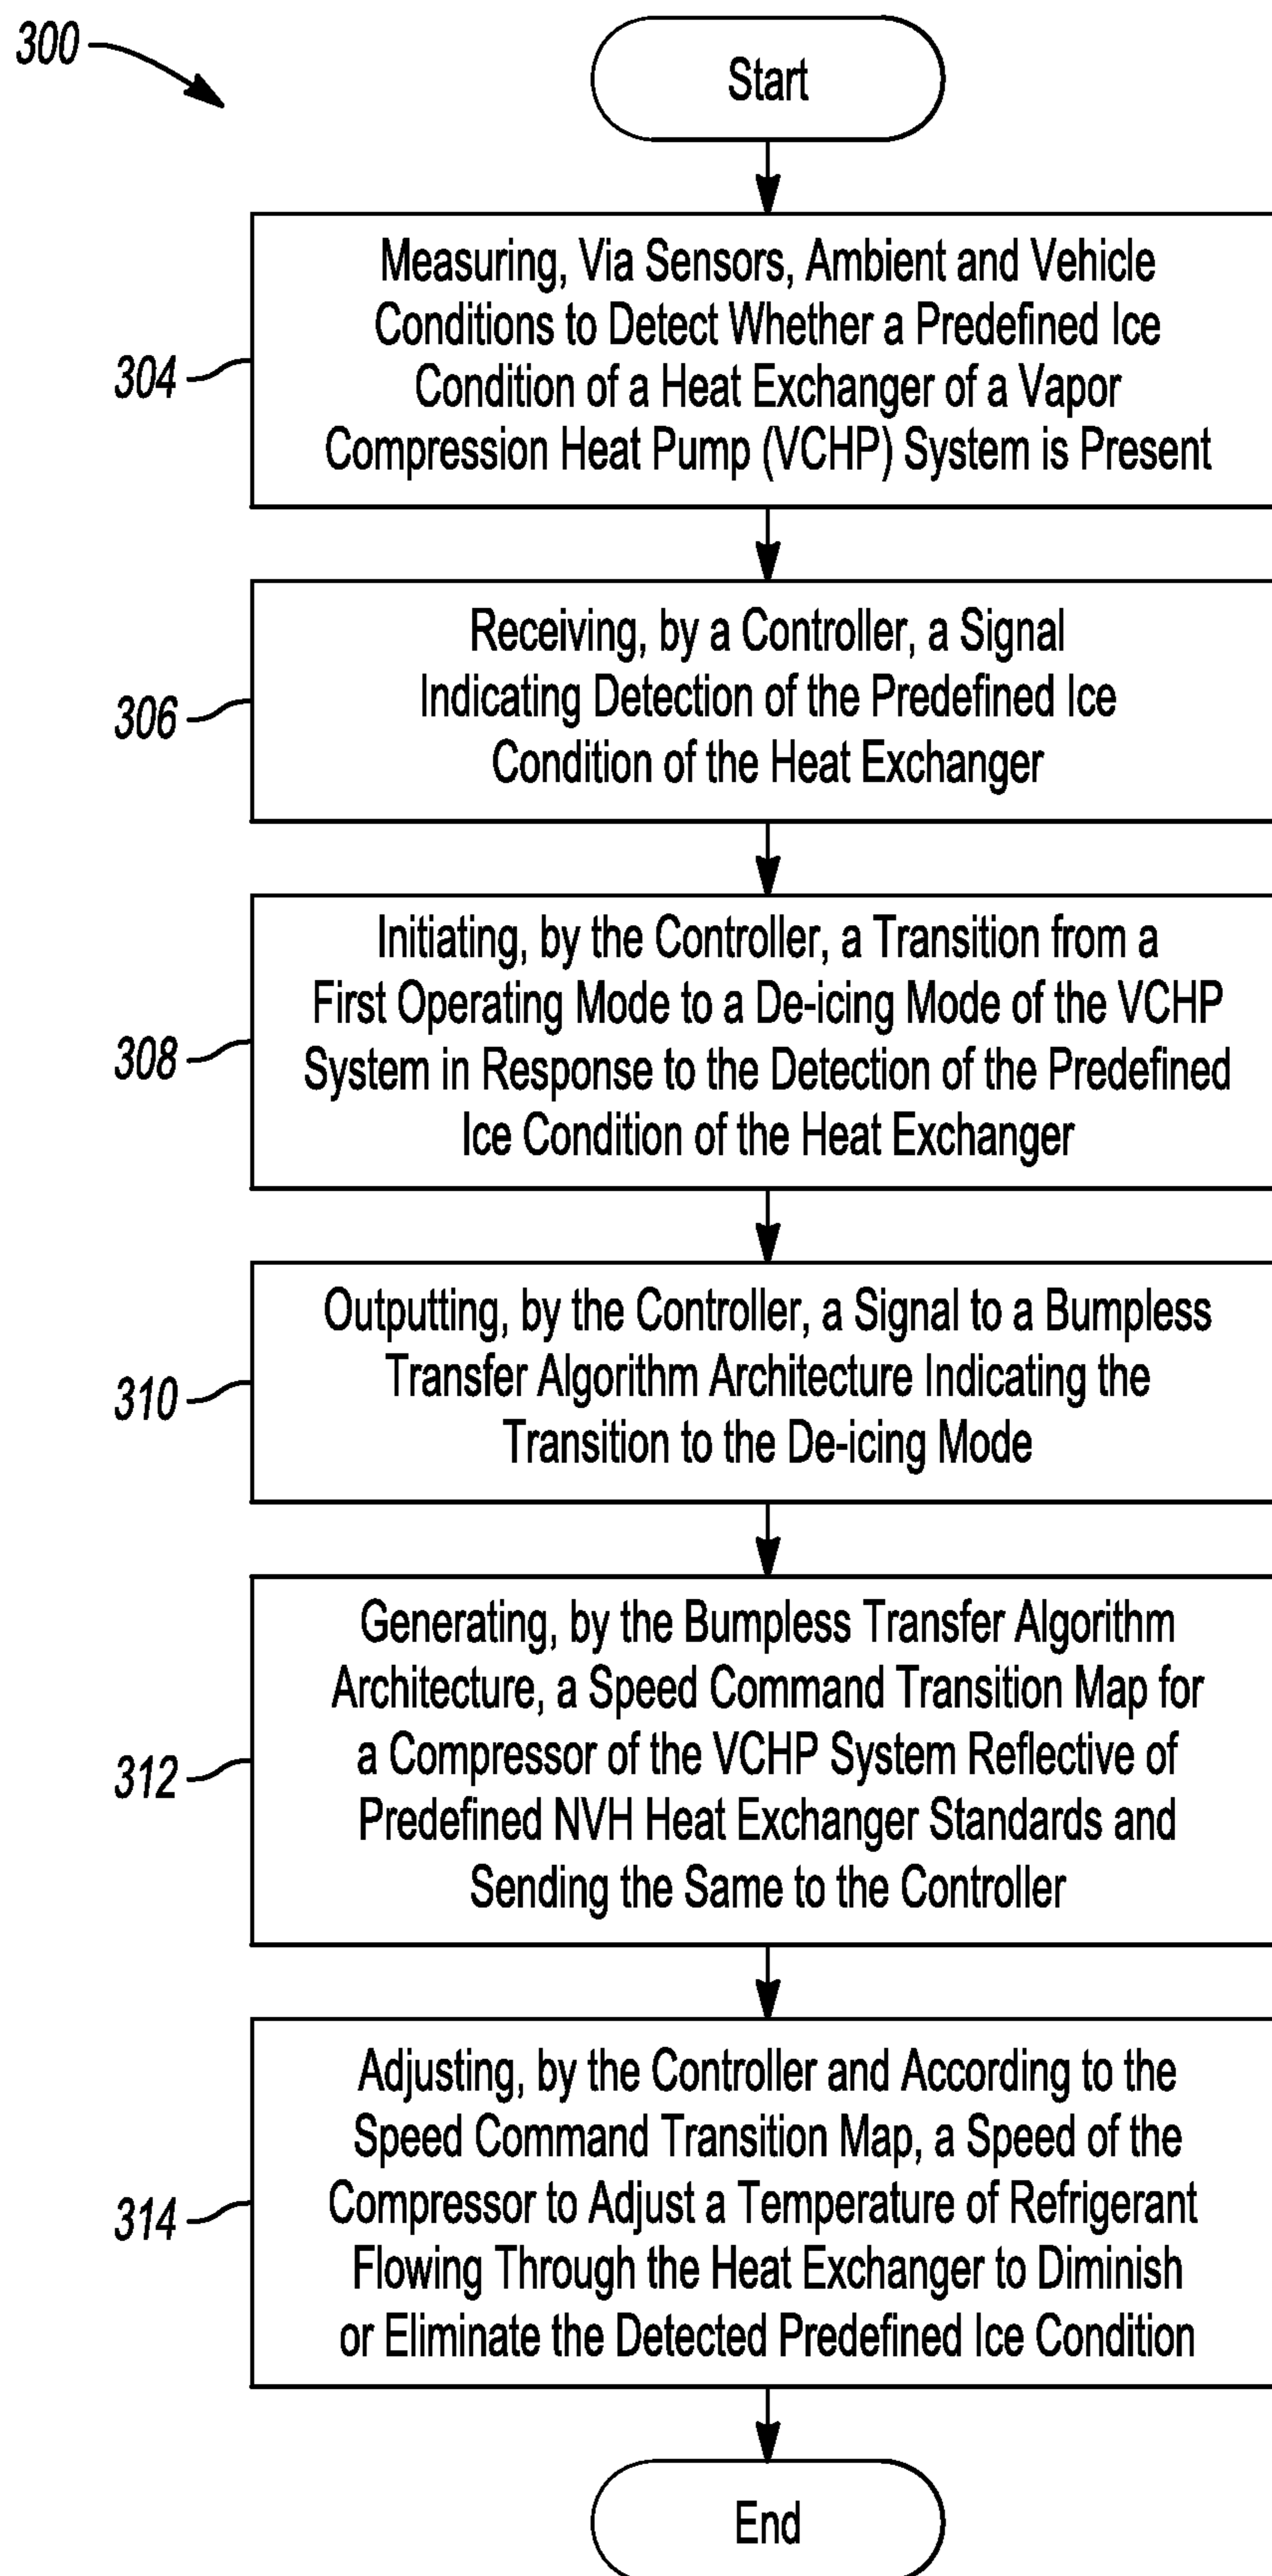 300
Start
304
Measuring, Via Sensors, Ambient and Vehicle
Conditions to Detect Whether a Predefined Ice
Condition of a Heat Exchanger of a Vapor
Compression Heat Pump (VCHP) System is Present
306
Receiving, by a Controller, a Signal
Indicating Detection of the Predefined Ice
Condition of the Heat Exchanger
308
Initiating, by the Controller, a Transition from a
First Operating Mode to a De-icing Mode of the VCHP
System in Response to the Detection of the Predefined
Ice Condition of the Heat Exchanger
310
Outputting, by the Controller, a Signal to a Bumpless
Transfer Algorithm Architecture Indicating the
Transition to the De-icing Mode
312
Generating, by the Bumpless Transfer Algorithm
Architecture, a Speed Command Transition Map for
a Compressor of the VCHP System Reflective of
Predefined NVH Heat Exchanger Standards and
Sending the Same to the Controller
314
Adjusting, by the Controller and According to the
Speed Command Transition Map, a Speed of the
Compressor to Adjust a Temperature of Refrigerant
Flowing Through the Heat Exchanger to Diminish
or Eliminate the Detected Predefined Ice Condition
End